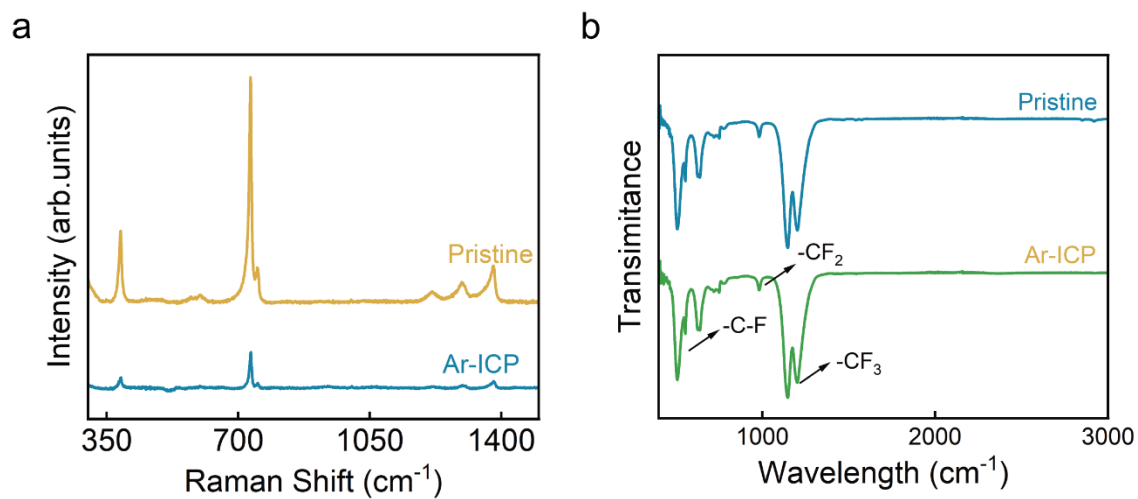 a
Intensity (arb.units)
Pristine
Ar-ICP
350 700 1050 1400
Raman Shift (cm⁻¹)
b
Transimitance
Pristine
Ar-ICP
-CF₂
-C-F
-CF₃
1000 2000 3000
Wavelength (cm⁻¹)